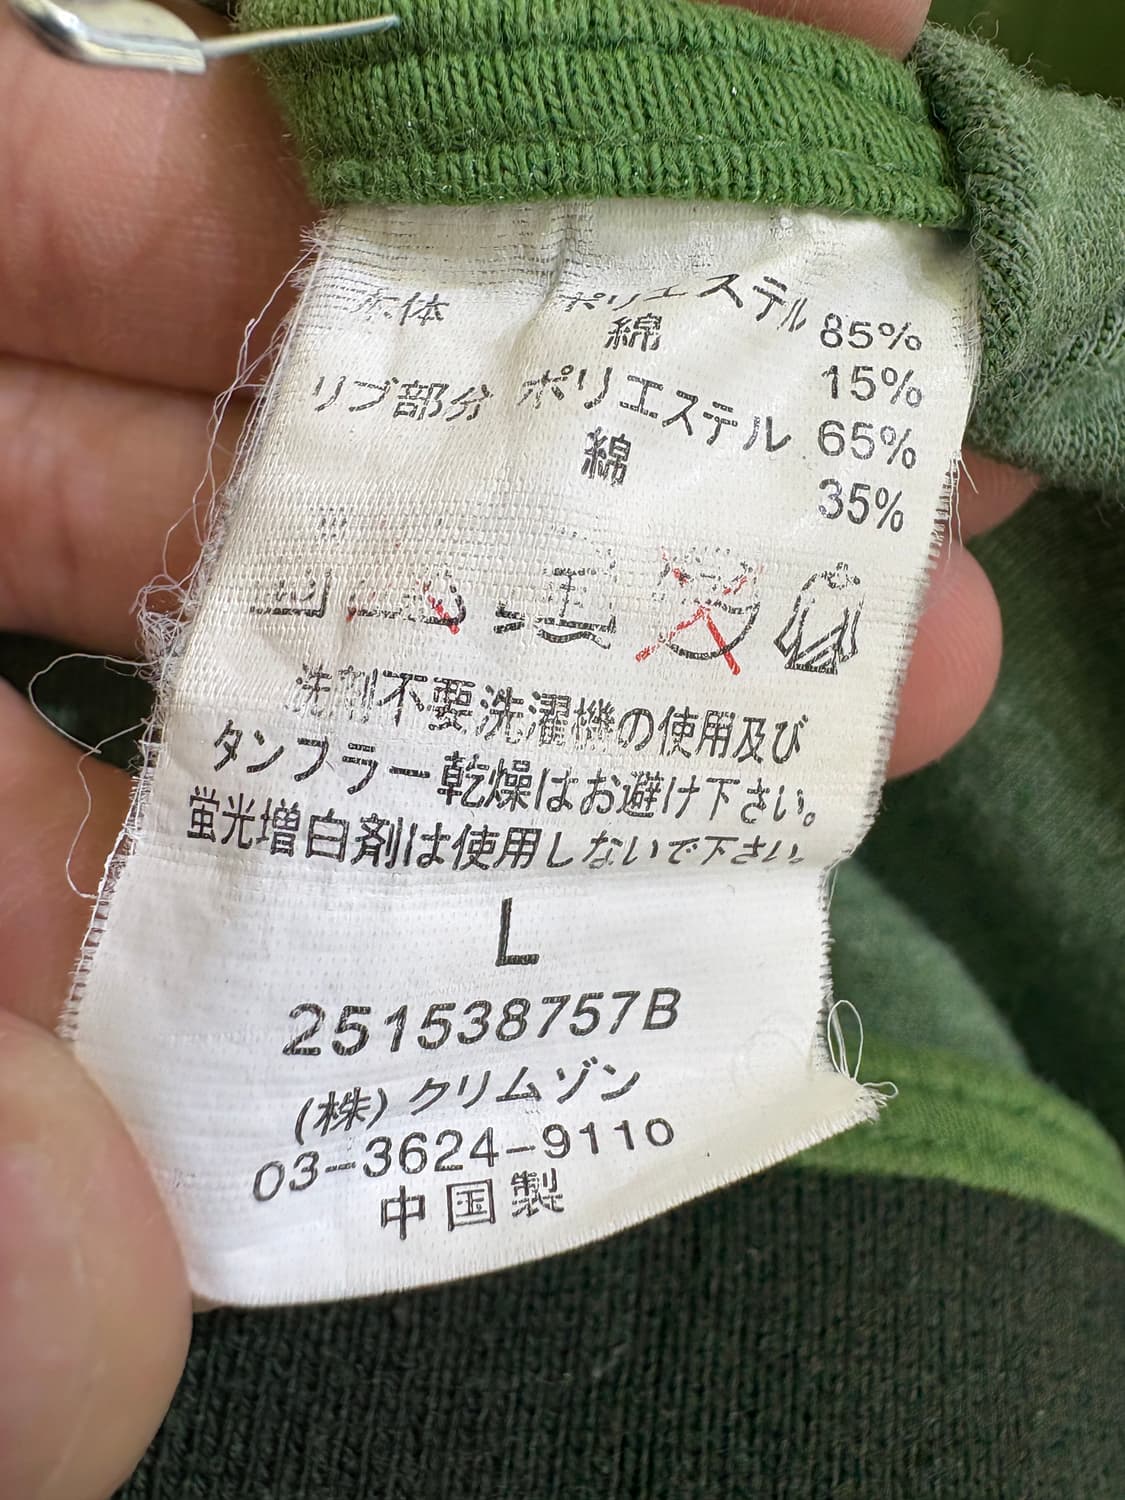 本体 ポリエステル 85%
綿 15%
リブ部分 ポリエステル 65%
綿 35%
洗剤不要洗濯機の使用及び
タンブラー乾燥はお避け下さい。
蛍光増白剤は使用しないで下さい。
L
251538757B
(株)クリムゾン
03-3624-9110
中国製